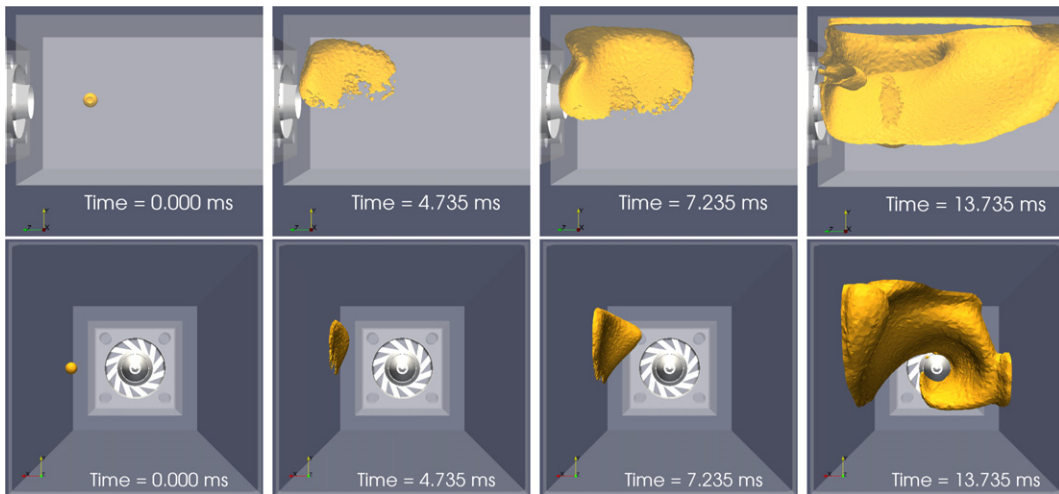 Time = 0.000 ms
Time = 4.735 ms
Time = 7.235 ms
Time = 13.735 ms
Time = 0.000 ms
Time = 4.735 ms
Time = 7.235 ms
Time = 13.735 ms